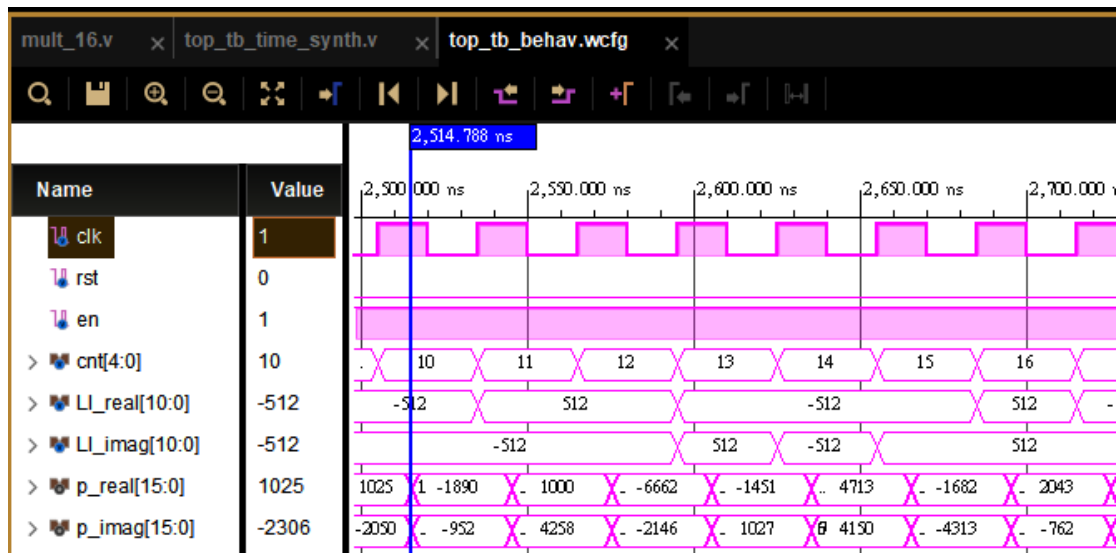 mult_16.v × top_tb_time_synth.v × top_tb_behav.wcfg ×
2,514.788 ns
Name Value 2,500.000 ns 2,550.000 ns 2,600.000 ns 2,650.000 ns 2,700.000
clk 1
rst 0
en 1
> cnt[4:0] 10 . 10 11 12 13 14 15 16
> LI_real[10:0] -512 -512 512 -512 512 -
> LI_imag[10:0] -512 -512 512 -512 512
> p_real[15:0] 1025 1025 1 -1890 . 1000 . -6662 . -1451 .. 4713 . -1682 . 2043
> p_imag[15:0] -2306 -2050 . -952 . 4258 . -2146 . 1027 4150 . -4313 . -762